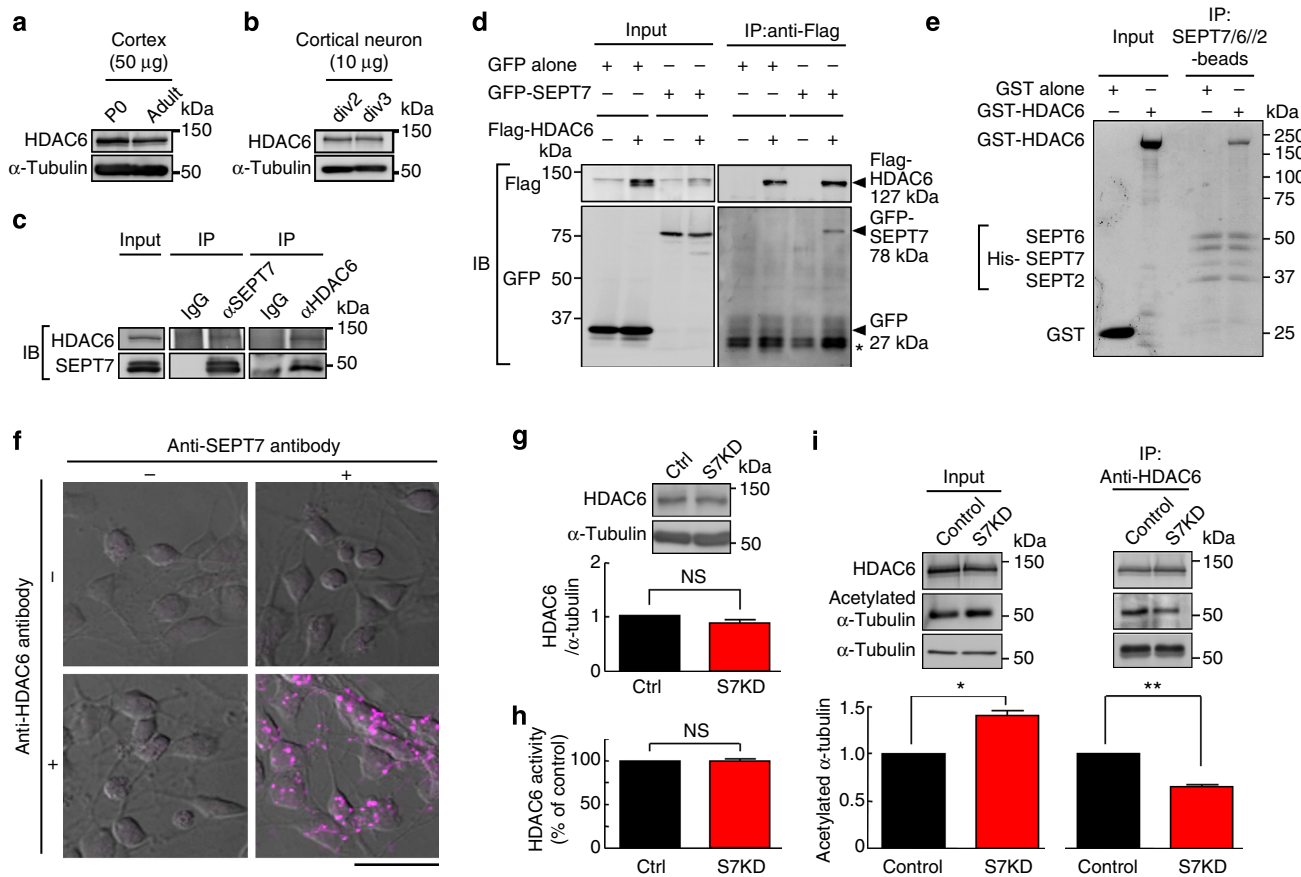 a
Cortex
(50 μg)
P0
Adult
kDa
HDAC6
150
α-Tubulin
50
b
Cortical neuron
(10 μg)
div2
div3
kDa
HDAC6
150
α-Tubulin
50
c
Input
IP
IP
IgG
αSEPT7
IgG
αHDAC6
kDa
IB
HDAC6
150
SEPT7
50
d
Input
IP:anti-Flag
GFP alone + + – – + + – –
GFP-SEPT7 – – + + – – + +
Flag-HDAC6 – + – + – + – +
kDa
150
Flag
Flag-
HDAC6
127 kDa
IB
GFP
75
50
37
GFP-
SEPT7
78 kDa
GFP
27 kDa
*
e
Input
IP:
SEPT7/6//2
-beads
GST alone + – + –
GST-HDAC6 – + – +
kDa
GST-HDAC6
250
150
100
75
His-
SEPT6
SEPT7
SEPT2
50
37
GST
25
f
Anti-SEPT7 antibody
– +
Anti-HDAC6 antibody
–
+
g
Ctrl
S7KD
kDa
HDAC6
150
α-Tubulin
50
HDAC6
/α-tubulin
2
1
0
NS
Ctrl S7KD
h
HDAC6 activity
(% of control)
100
50
0
NS
Ctrl S7KD
i
Input
IP:
Anti-HDAC6
Control
S7KD
kDa
Control
S7KD
kDa
HDAC6
150
150
Acetylated
α-Tubulin
50
50
α-Tubulin
50
50
Acetylated α-tubulin
1.5
1.0
0.5
0
*
**
Control S7KD
Control S7KD